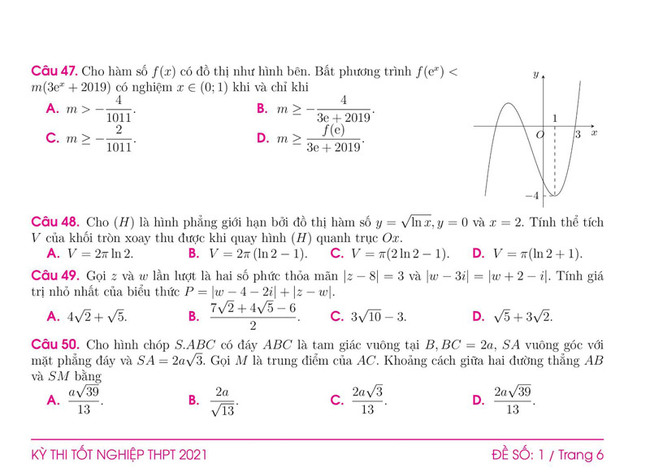 Câu 47. Cho hàm số f(x) có đồ thị như hình bên. Bất phương trình f(eˣ) <
m(3eˣ + 2019) có nghiệm x ∈ (0; 1) khi và chỉ khi
A. m > −4/1011.
B. m ≥ −4/(3e + 2019).
C. m ≥ −2/1011.
D. m ≥ f(e)/(3e + 2019).
y
1
O
3
x
−4
Câu 48. Cho (H) là hình phẳng giới hạn bởi đồ thị hàm số y = √(ln x), y = 0 và x = 2. Tính thể tích
V của khối tròn xoay thu được khi quay hình (H) quanh trục Ox.
A. V = 2π ln 2.
B. V = 2π (ln 2 − 1).
C. V = π(2 ln 2 − 1).
D. V = π(ln 2 + 1).
Câu 49. Gọi z và w lần lượt là hai số phức thỏa mãn |z − 8| = 3 và |w − 3i| = |w + 2 − i|. Tính giá
trị nhỏ nhất của biểu thức P = |w − 4 − 2i| + |z − w|.
A. 4√2 + √5.
B. (7√2 + 4√5 − 6)/2.
C. 3√10 − 3.
D. √5 + 3√2.
Câu 50. Cho hình chóp S.ABC có đáy ABC là tam giác vuông tại B, BC = 2a, SA vuông góc với
mặt phẳng đáy và SA = 2a√3. Gọi M là trung điểm của AC. Khoảng cách giữa hai đường thẳng AB
và SM bằng
A. a√39/13.
B. 2a/√13.
C. 2a√3/13.
D. 2a√39/13.
KỲ THI TỐT NGHIỆP THPT 2021
ĐỀ SỐ: 1 / Trang 6